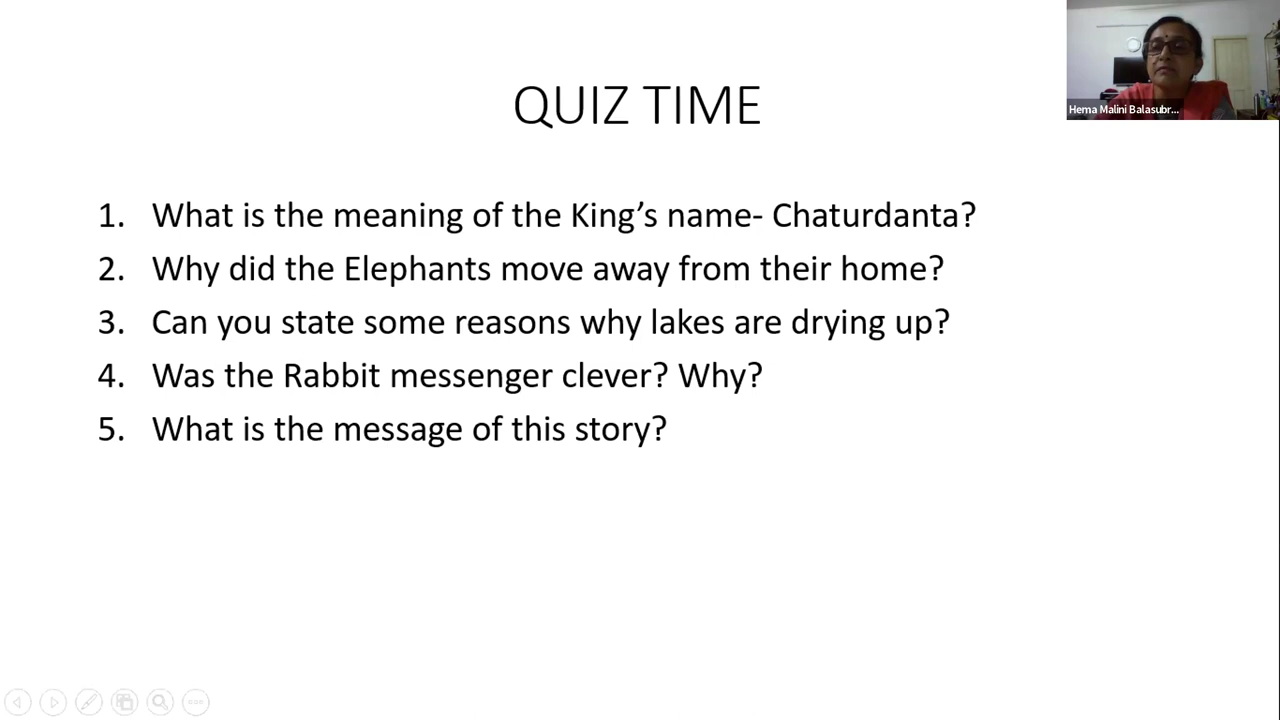 QUIZ TIME
Hema Malini Balasubr...
1. What is the meaning of the King’s name- Chaturdanta?
2. Why did the Elephants move away from their home?
3. Can you state some reasons why lakes are drying up?
4. Was the Rabbit messenger clever? Why?
5. What is the message of this story?